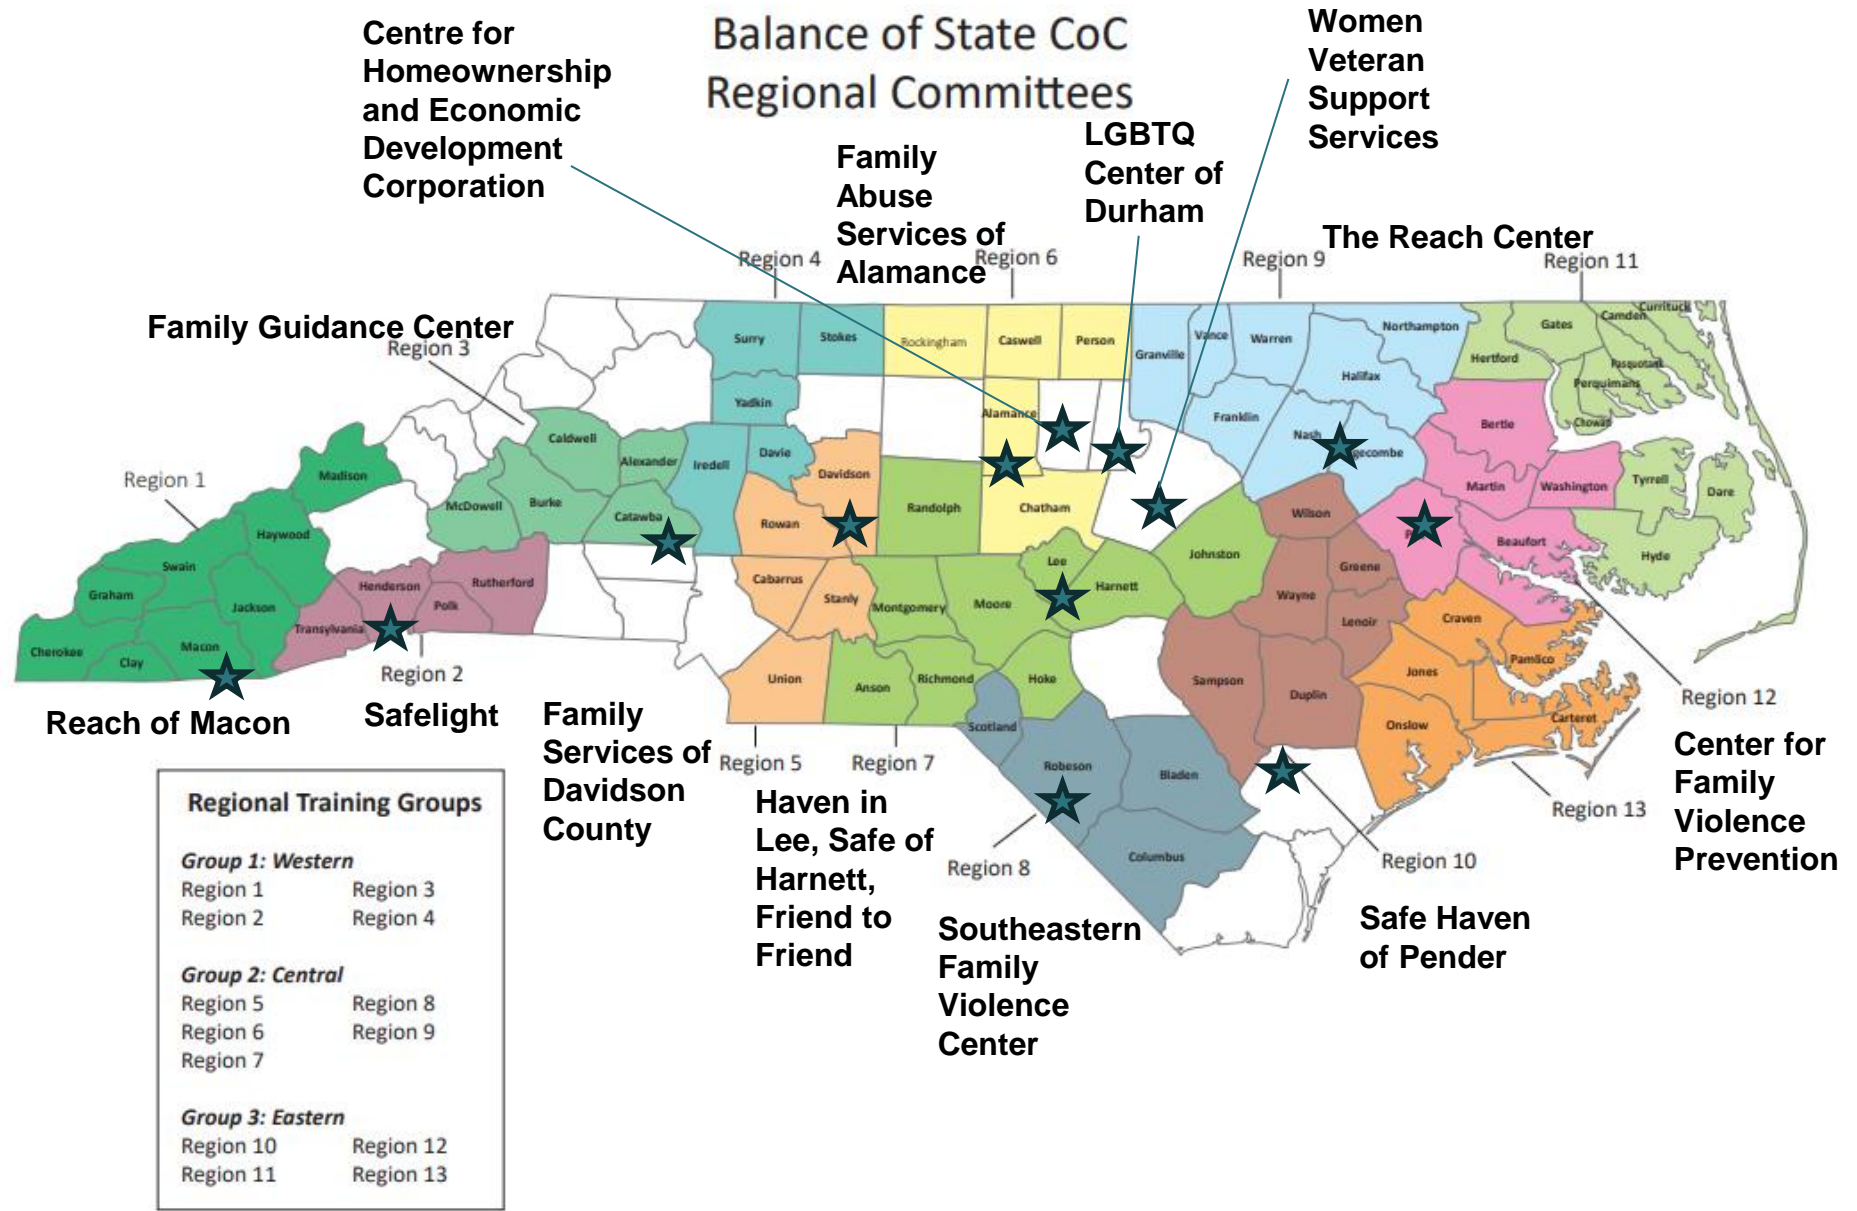 Balance of State CoC
Regional Committees
Centre for
Homeownership
and Economic
Development
Corporation
Family
Abuse
Services of
Alamance
LGBTQ
Center of
Durham
Women
Veteran
Support
Services
The Reach Center
Region 4
Region 6
Region 9
Region 11
Family Guidance Center
Region 3
Region 1
Surry
Stokes
Rockingham
Caswell
Person
Granville
Vance
Warren
Northampton
Halifax
Hertford
Gates
Camden
Currituck
Pasquotank
Perquimans
Chowan
Yadkin
Alamance
Franklin
Nash
gecombe
Bertie
Martin
Washington
Tyrrell
Dare
Hyde
Beaufort
P
Madison
Haywood
Swain
Graham
Jackson
Macon
Cherokee
Clay
Caldwell
Alexander
McDowell
Burke
Catawba
Iredell
Davie
Davidson
Rowan
Randolph
Chatham
Henderson
Rutherford
Polk
Transylvania
Cabarrus
Stanly
Union
Montgomery
Moore
Lee
Harnett
Johnston
Anson
Richmond
Hoke
Wilson
Greene
Wayne
Lenoir
Sampson
Duplin
Craven
Pamlico
Jones
Onslow
Carteret
Scotland
Robeson
Bladen
Columbus
Region 2
Region 5
Region 7
Region 8
Region 10
Region 12
Region 13
Reach of Macon
Safelight
Family
Services of
Davidson
County
Haven in
Lee, Safe of
Harnett,
Friend to
Friend
Southeastern
Family
Violence
Center
Safe Haven
of Pender
Center for
Family
Violence
Prevention
Regional Training Groups
Group 1: Western
Region 1 Region 3
Region 2 Region 4
Group 2: Central
Region 5 Region 8
Region 6 Region 9
Region 7
Group 3: Eastern
Region 10 Region 12
Region 11 Region 13